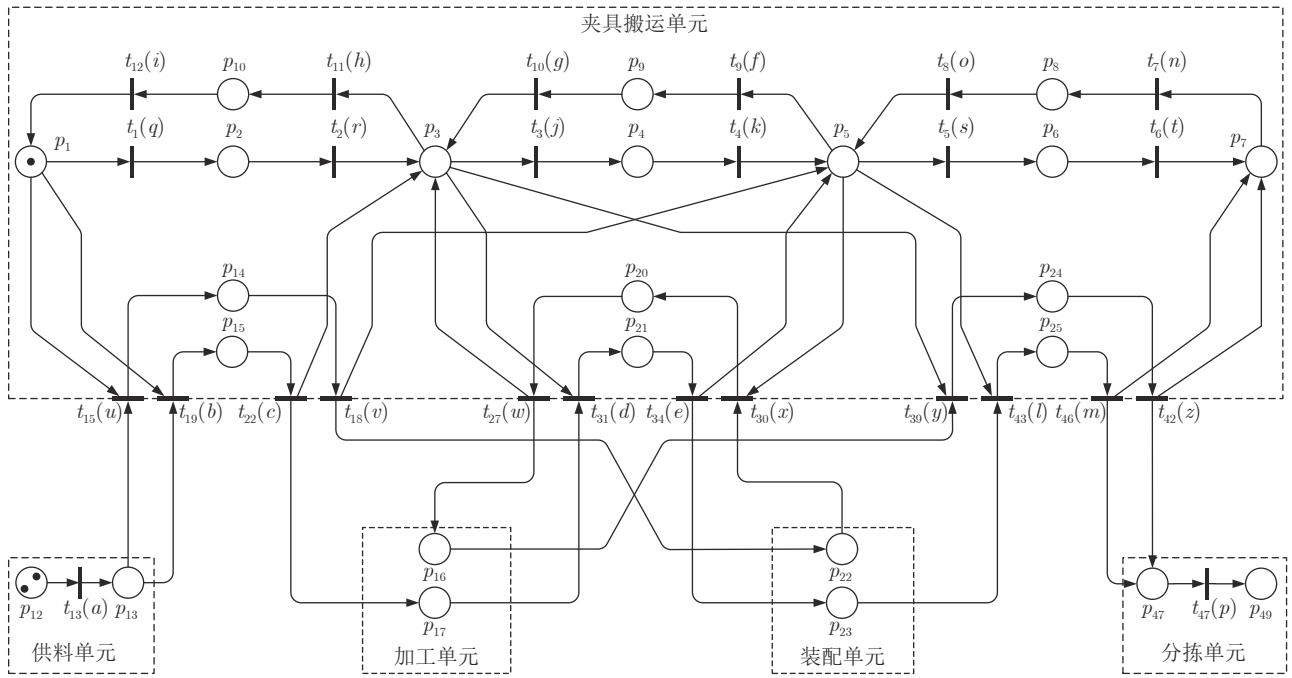 夹具搬运单元
t12(i) p10 t11(h) t10(g) p9 t9(f) t8(o) p8 t7(n)
p1 t1(q) p2 t2(r) p3 t3(j) p4 t4(k) p5 t5(s) p6 t6(t) p7
p14 p20 p24
p15 p21 p25
t15(u) t19(b) t22(c) t18(v) t27(w) t31(d) t34(e) t30(x) t39(y) t43(l) t46(m) t42(z)
p16 p22
p12 t13(a) p13 p17 p23 p47 t47(p) p49
供料单元 加工单元 装配单元 分拣单元